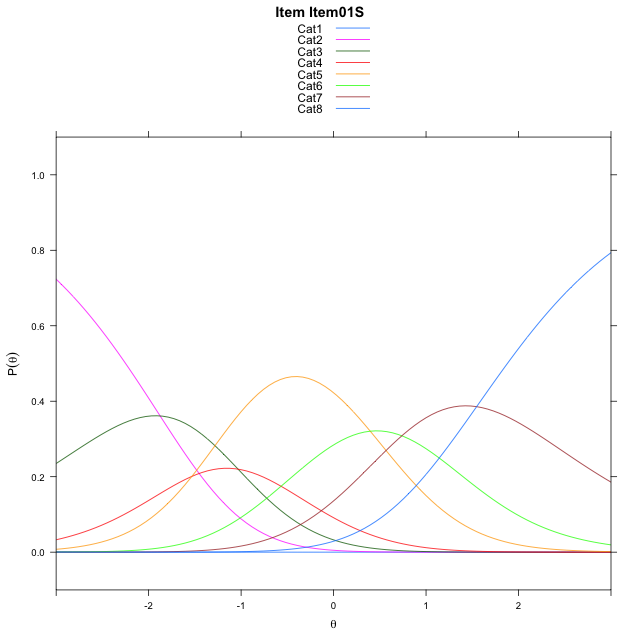 Item Item01S
Cat1
Cat2
Cat3
Cat4
Cat5
Cat6
Cat7
Cat8
1.0
0.8
0.6
0.4
0.2
0.0
P(θ)
-2 -1 0 1 2
θ